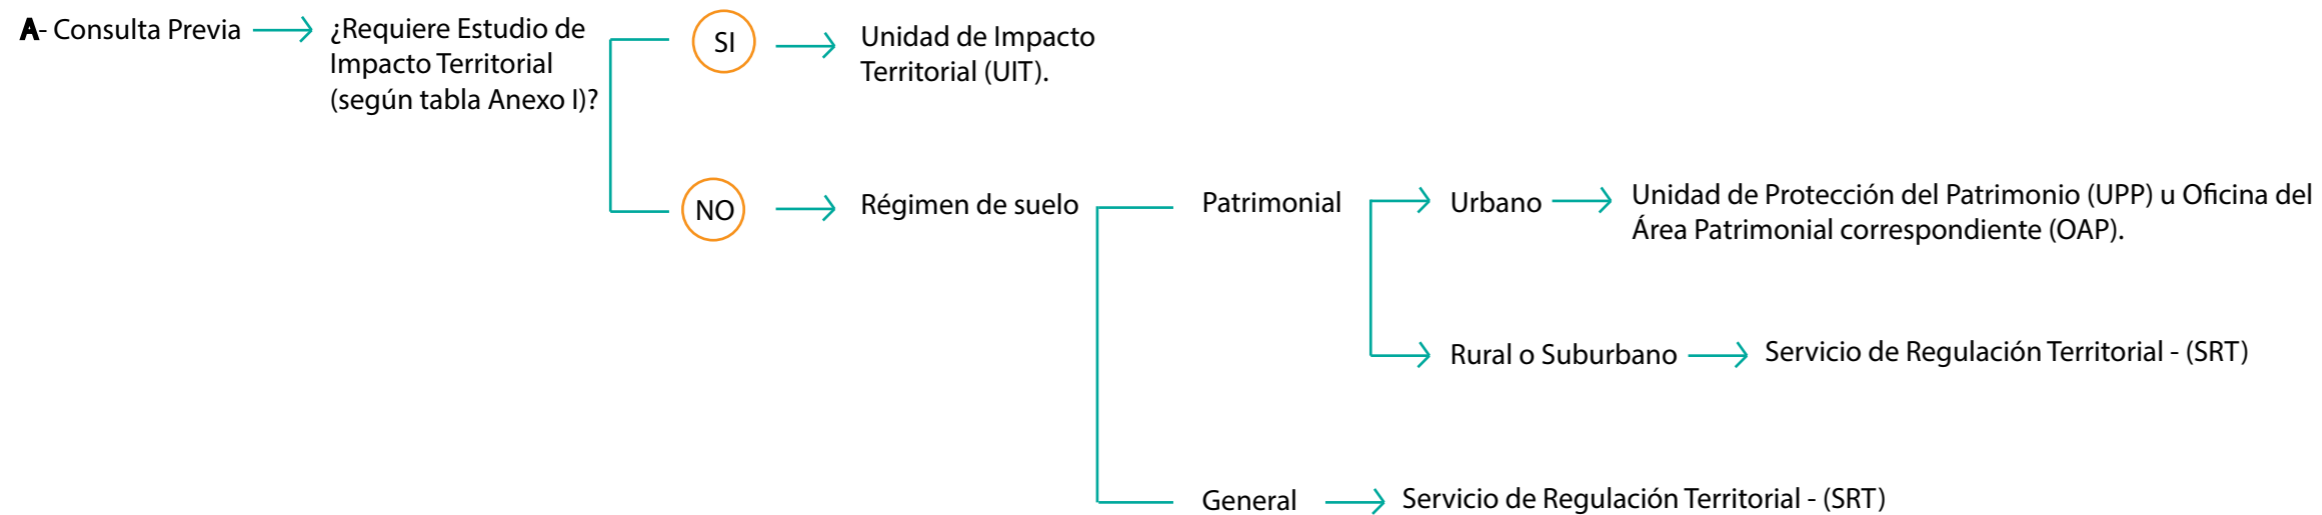 A- Consulta Previa
¿Requiere Estudio de
Impacto Territorial
(según tabla Anexo I)?
SI
Unidad de Impacto
Territorial (UIT).
NO
Régimen de suelo
Patrimonial
Urbano
Unidad de Protección del Patrimonio (UPP) u Oficina del
Área Patrimonial correspondiente (OAP).
Rural o Suburbano
Servicio de Regulación Territorial - (SRT)
General
Servicio de Regulación Territorial - (SRT)